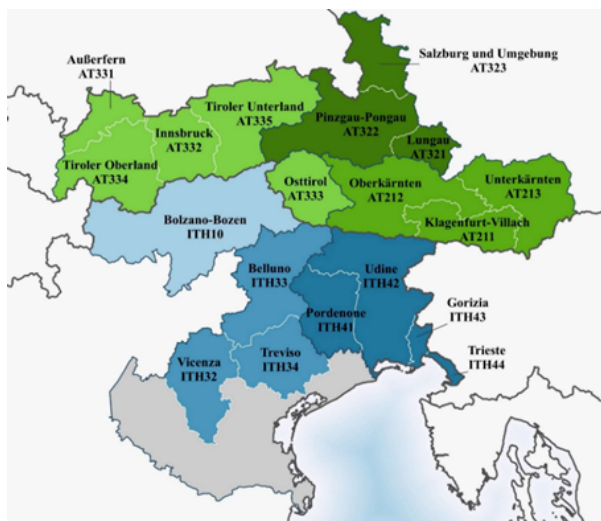 Salzburg und Umgebung
AT323
Außerfern
AT331
Tiroler Unterland
AT335
Pinzgau-Pongau
AT322
Innsbruck
AT332
Lungau
AT321
Tiroler Oberland
AT334
Osttirol
AT333
Oberkärnten
AT212
Unterkärnten
AT213
Bolzano-Bozen
ITH10
Klagenfurt-Villach
AT211
Belluno
ITH33
Udine
ITH42
Pordenone
ITH41
Gorizia
ITH43
Vicenza
ITH32
Treviso
ITH34
Trieste
ITH44